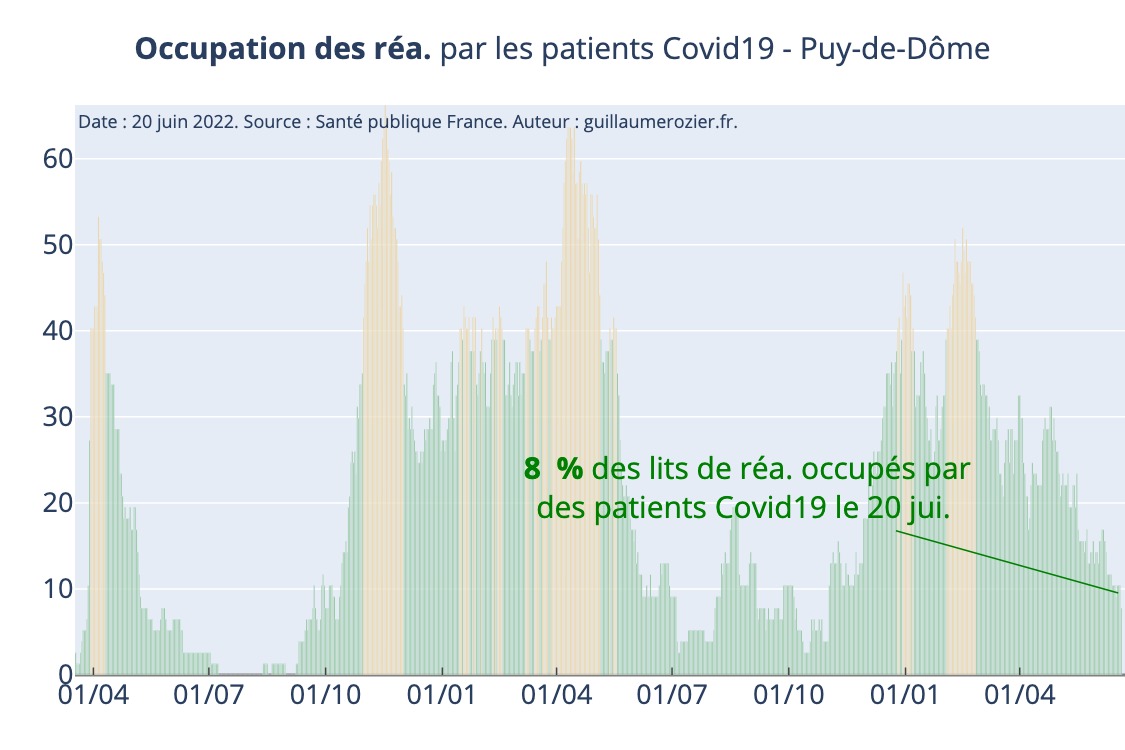 Occupation des réa. par les patients Covid19 - Puy-de-Dôme
Date : 20 juin 2022. Source : Santé publique France. Auteur : guillaumerozier.fr.
60
50
40
30
20
10
0
8 % des lits de réa. occupés par
des patients Covid19 le 20 jui.
01/04 01/07 01/10 01/01 01/04 01/07 01/10 01/01 01/04